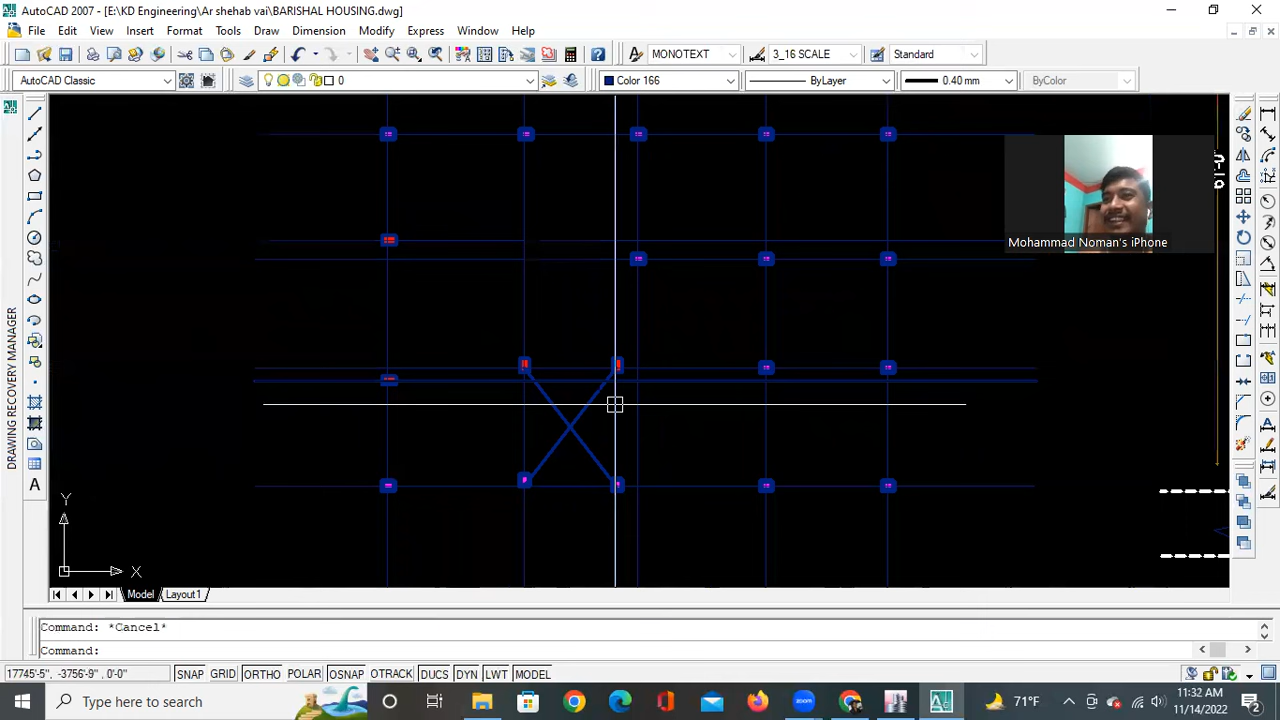 AutoCAD 2007 - [E:\KD Engineering\Ar shehab vai\BARISHAL HOUSING.dwg]
File Edit View Insert Format Tools Draw Dimension Modify Express Window Help
MONOTEXT 3_16 SCALE Standard
AutoCAD Classic 0 Color 166 ByLayer 0.40 mm ByColor
Mohammad Noman's iPhone
DRAWING RECOVERY MANAGER
A
A
Y
X
Model Layout1
Command: *Cancel*
Command:
17745'-5", -3756'-9" , 0'-0" SNAP GRID ORTHO POLAR OSNAP OTRACK DUCS DYN LWT MODEL
Type here to search
zoom
71°F
11:32 AM
11/14/2022
2